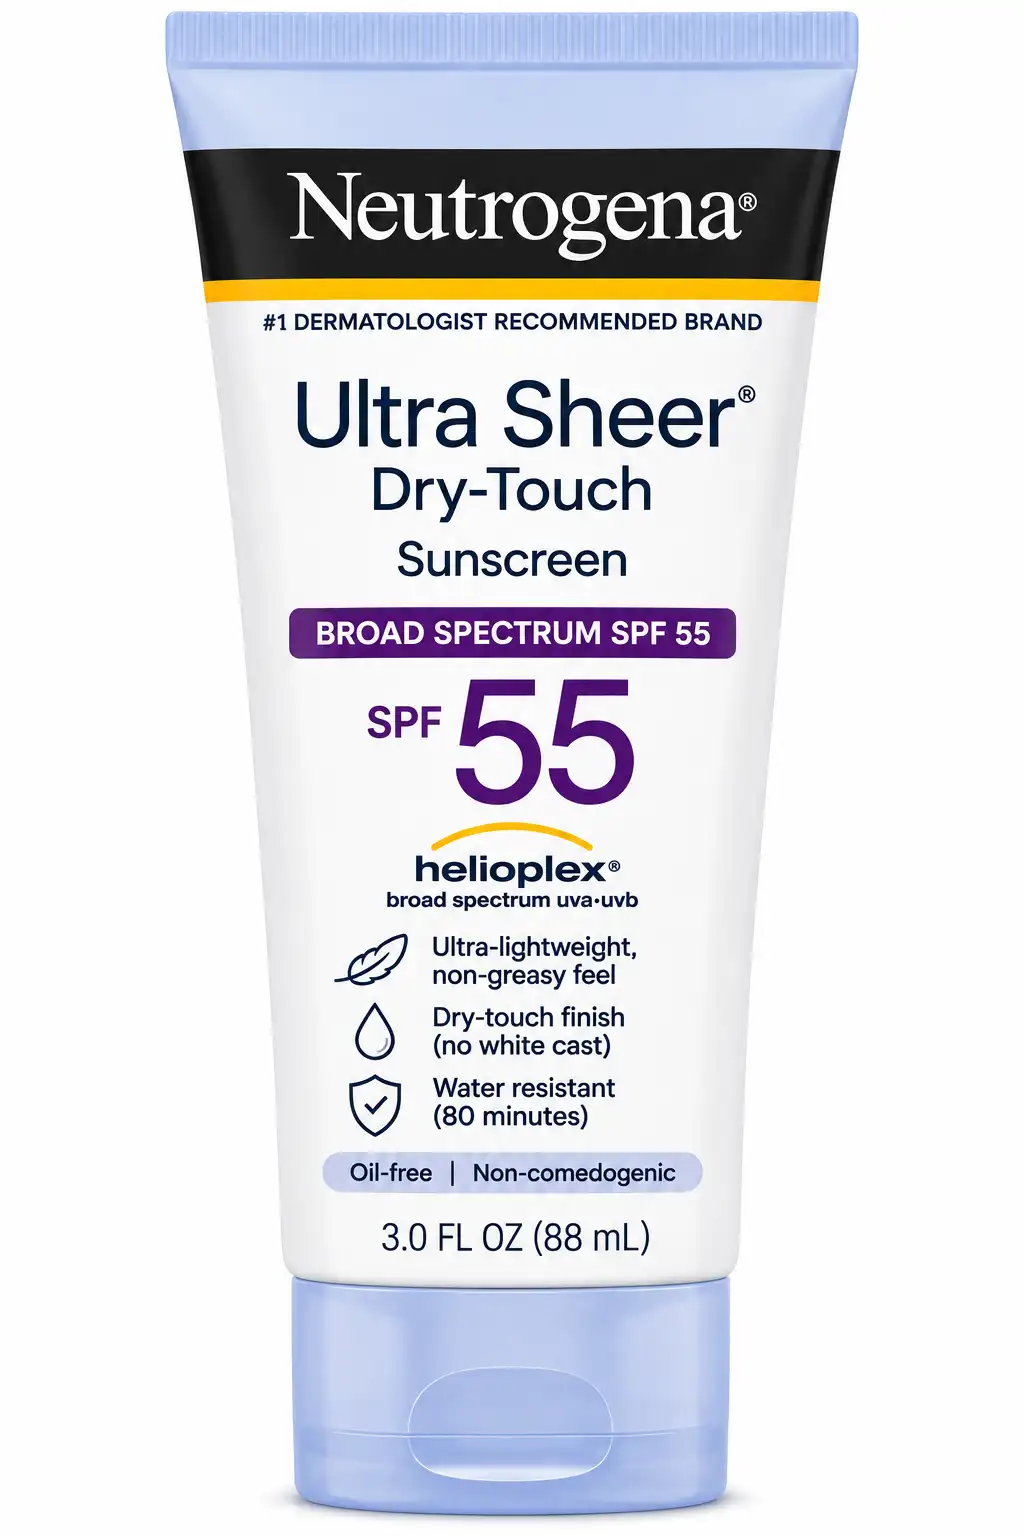 Neutrogena®
#1 DERMATOLOGIST RECOMMENDED BRAND
Ultra Sheer®
Dry-Touch
Sunscreen
BROAD SPECTRUM SPF 55
SPF 55
helioplex®
broad spectrum uva•uvb
Ultra-lightweight,
non-greasy feel
Dry-touch finish
(no white cast)
Water resistant
(80 minutes)
Oil-free | Non-comedogenic
3.0 FL OZ (88 mL)